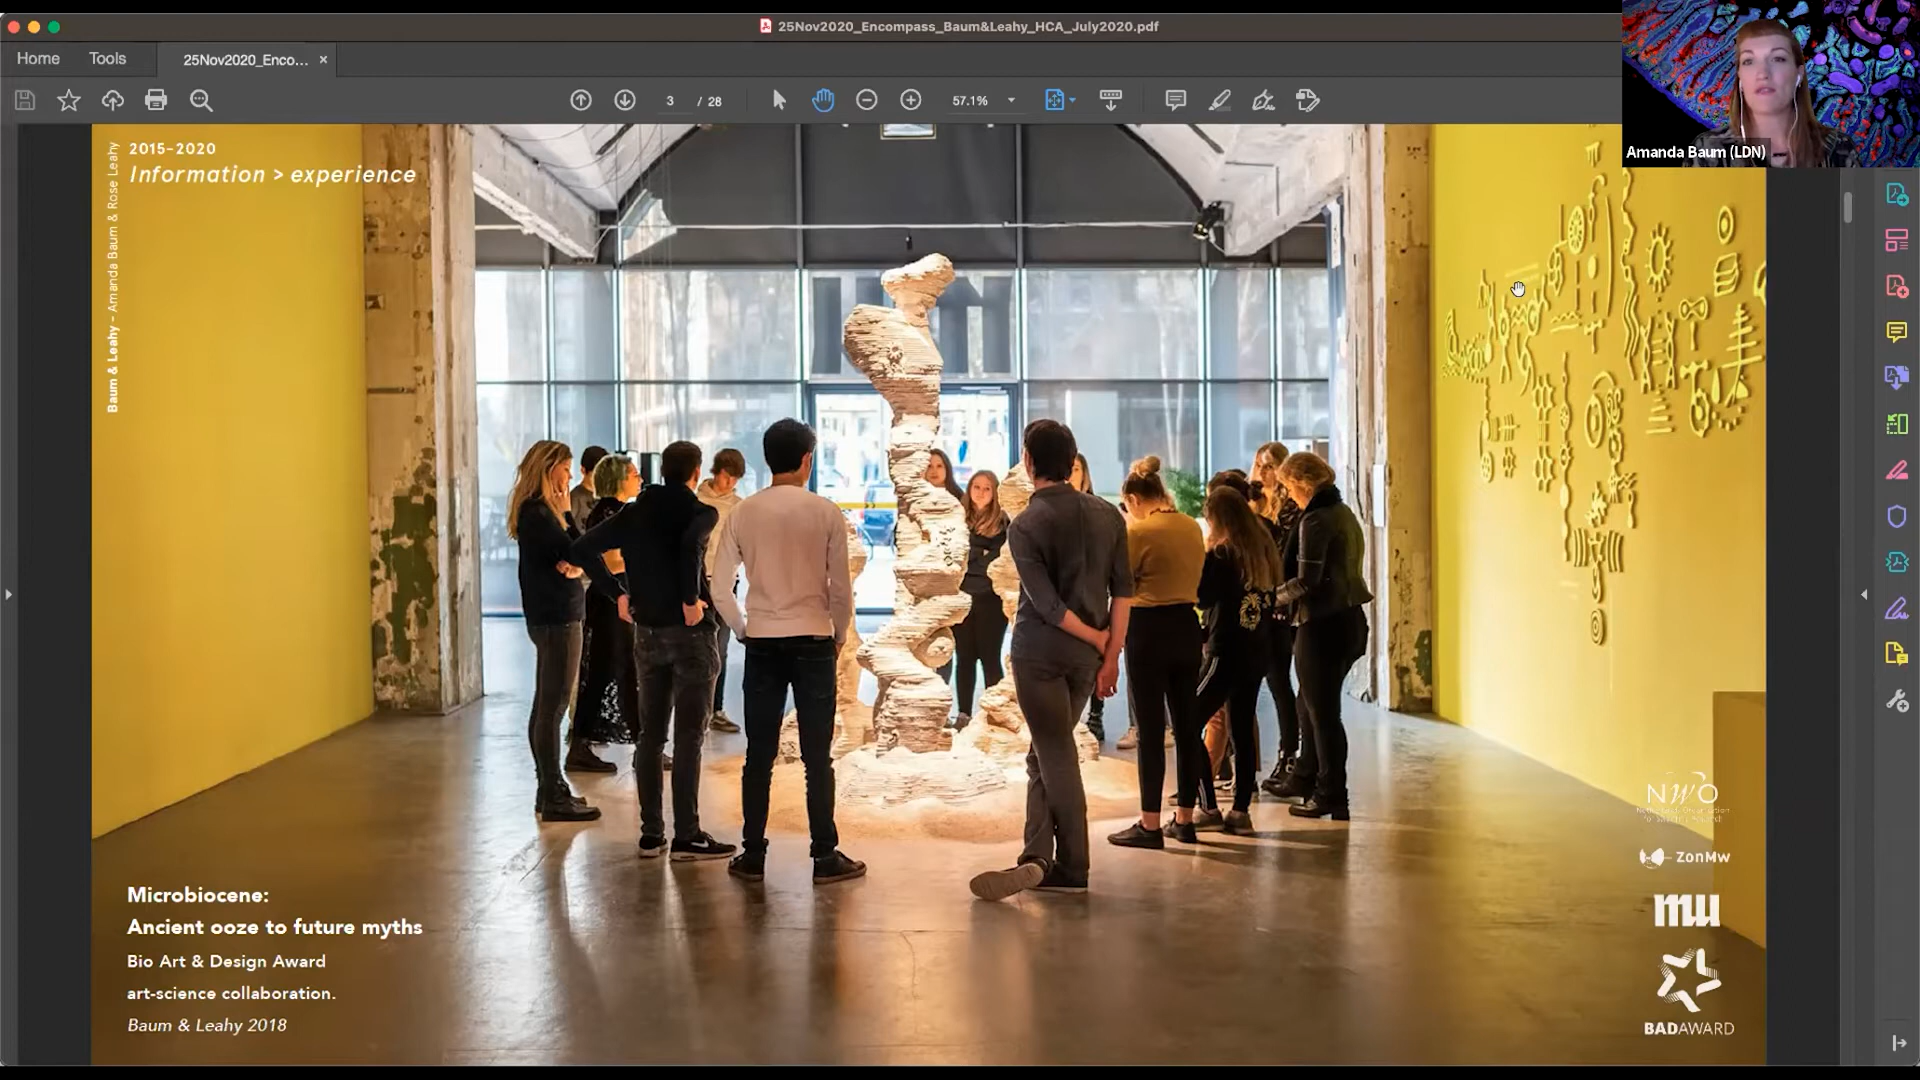 25Nov2020_Encompass_Baum&Leahy_HCA_July2020.pdf
Home
Tools
25Nov2020_Enco...
3 / 28
57.1%
Amanda Baum (LDN)
2015-2020
Information > experience
Baum & Leahy - Amanda Baum & Rose Leahy
Microbiocene:
Ancient ooze to future myths
Bio Art & Design Award
art-science collaboration.
Baum & Leahy 2018
NWO
ZonMw
mu
BADAWARD